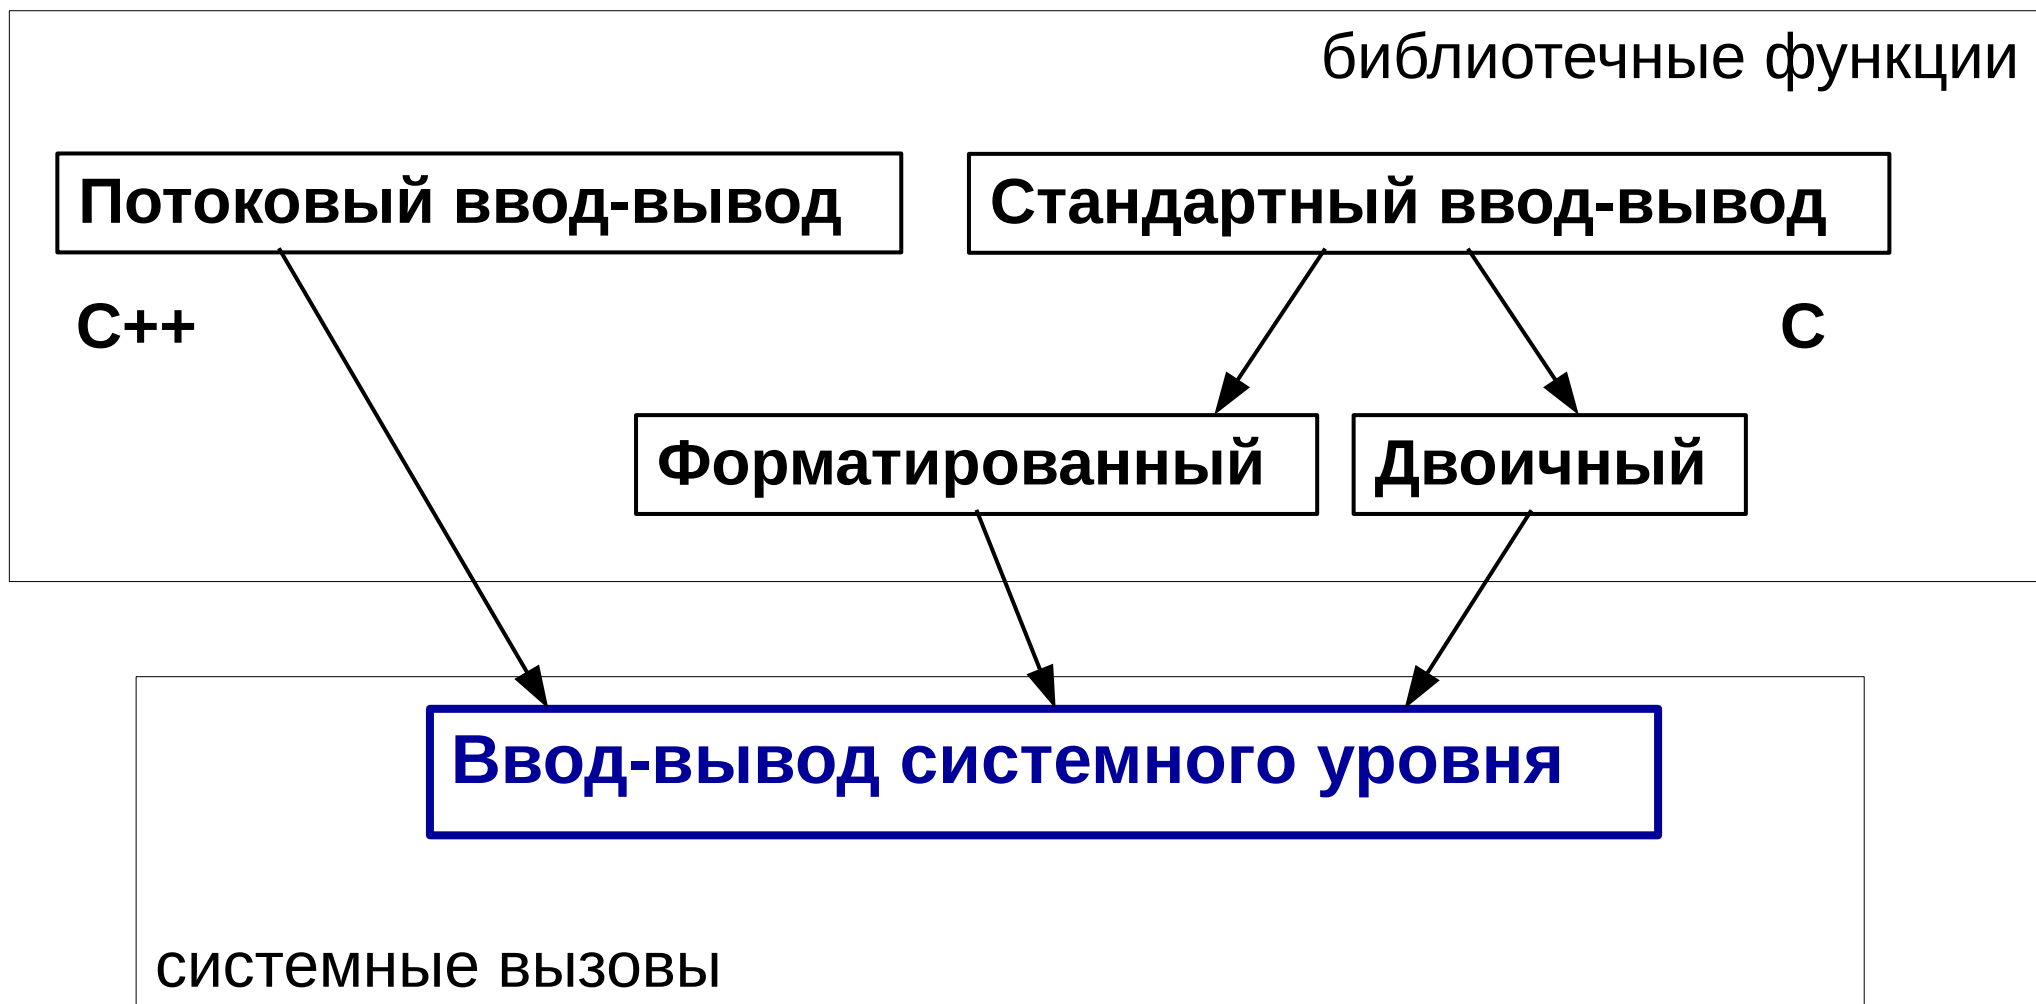 библиотечные функции
Потоковый ввод-вывод
Стандартный ввод-вывод
C++
C
Форматированный
Двоичный
Ввод-вывод системного уровня
системные вызовы